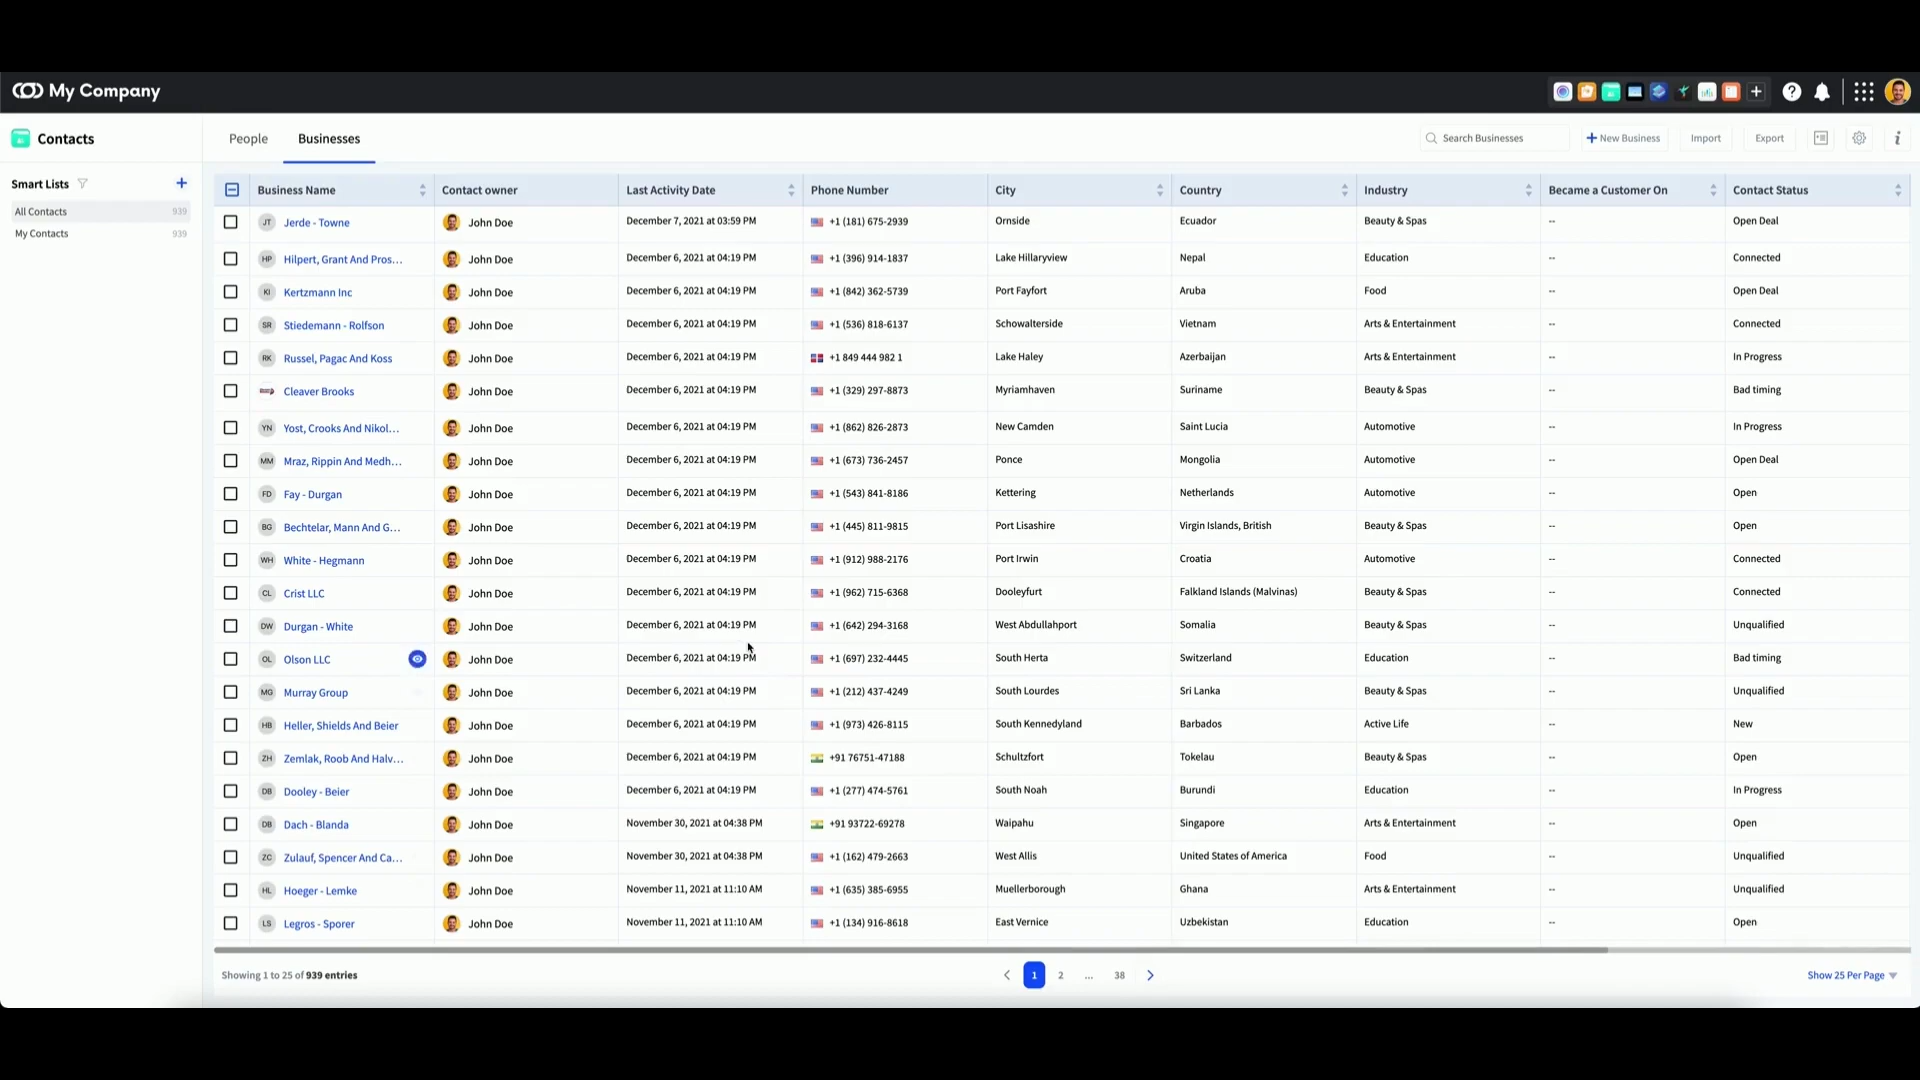 My Company
Contacts
People Businesses Search Businesses + New Business Import Export
Smart Lists
All Contacts 939
My Contacts 939
Business Name Contact owner Last Activity Date Phone Number City Country Industry Became a Customer On Contact Status
JT Jerde - Towne John Doe December 7, 2021 at 03:59 PM +1 (181) 675-2939 Ornside Ecuador Beauty & Spas -- Open Deal
HP Hilpert, Grant And Pros... John Doe December 6, 2021 at 04:19 PM +1 (396) 914-1837 Lake Hillaryview Nepal Education -- Connected
KI Kertzmann Inc John Doe December 6, 2021 at 04:19 PM +1 (842) 362-5739 Port Fayfort Aruba Food -- Open Deal
SR Stiedemann - Rolfson John Doe December 6, 2021 at 04:19 PM +1 (536) 818-6137 Schowalterside Vietnam Arts & Entertainment -- Connected
RK Russel, Pagac And Koss John Doe December 6, 2021 at 04:19 PM +1 849 444 982 1 Lake Haley Azerbaijan Arts & Entertainment -- In Progress
Cleaver Brooks John Doe December 6, 2021 at 04:19 PM +1 (329) 297-8873 Myriamhaven Suriname Beauty & Spas -- Bad timing
YN Yost, Crooks And Nikol... John Doe December 6, 2021 at 04:19 PM +1 (862) 826-2873 New Camden Saint Lucia Automotive -- In Progress
MM Mraz, Rippin And Medh... John Doe December 6, 2021 at 04:19 PM +1 (673) 736-2457 Ponce Mongolia Automotive -- Open Deal
FD Fay - Durgan John Doe December 6, 2021 at 04:19 PM +1 (543) 841-8186 Kettering Netherlands Automotive -- Open
BG Bechtelar, Mann And G... John Doe December 6, 2021 at 04:19 PM +1 (445) 811-9815 Port Lisashire Virgin Islands, British Beauty & Spas -- Open
WH White - Hegmann John Doe December 6, 2021 at 04:19 PM +1 (912) 988-2176 Port Irwin Croatia Automotive -- Connected
CL Crist LLC John Doe December 6, 2021 at 04:19 PM +1 (962) 715-6368 Dooleyfurt Falkland Islands (Malvinas) Beauty & Spas -- Connected
DW Durgan - White John Doe December 6, 2021 at 04:19 PM +1 (642) 294-3168 West Abdullahport Somalia Beauty & Spas -- Unqualified
OL Olson LLC John Doe December 6, 2021 at 04:19 PM +1 (697) 232-4445 South Herta Switzerland Education -- Bad timing
MG Murray Group John Doe December 6, 2021 at 04:19 PM +1 (212) 437-4249 South Lourdes Sri Lanka Beauty & Spas -- Unqualified
HB Heller, Shields And Beier John Doe December 6, 2021 at 04:19 PM +1 (973) 426-8115 South Kennedyland Barbados Active Life -- New
ZH Zemlak, Roob And Halv... John Doe December 6, 2021 at 04:19 PM +91 76751-47188 Schultzfort Tokelau Beauty & Spas -- Open
DB Dooley - Beier John Doe December 6, 2021 at 04:19 PM +1 (277) 474-5761 South Noah Burundi Education -- In Progress
DB Dach - Blanda John Doe November 30, 2021 at 04:38 PM +91 93722-69278 Waipahu Singapore Arts & Entertainment -- Open
ZC Zulauf, Spencer And Ca... John Doe November 30, 2021 at 04:38 PM +1 (162) 479-2663 West Allis United States of America Food -- Unqualified
HL Hoeger - Lemke John Doe November 11, 2021 at 11:10 AM +1 (635) 385-6955 Muellerborough Ghana Arts & Entertainment -- Unqualified
LS Legros - Sporer John Doe November 11, 2021 at 11:10 AM +1 (134) 916-8618 East Vernice Uzbekistan Education -- Open
Showing 1 to 25 of 939 entries 1 2 ... 38 Show 25 Per Page